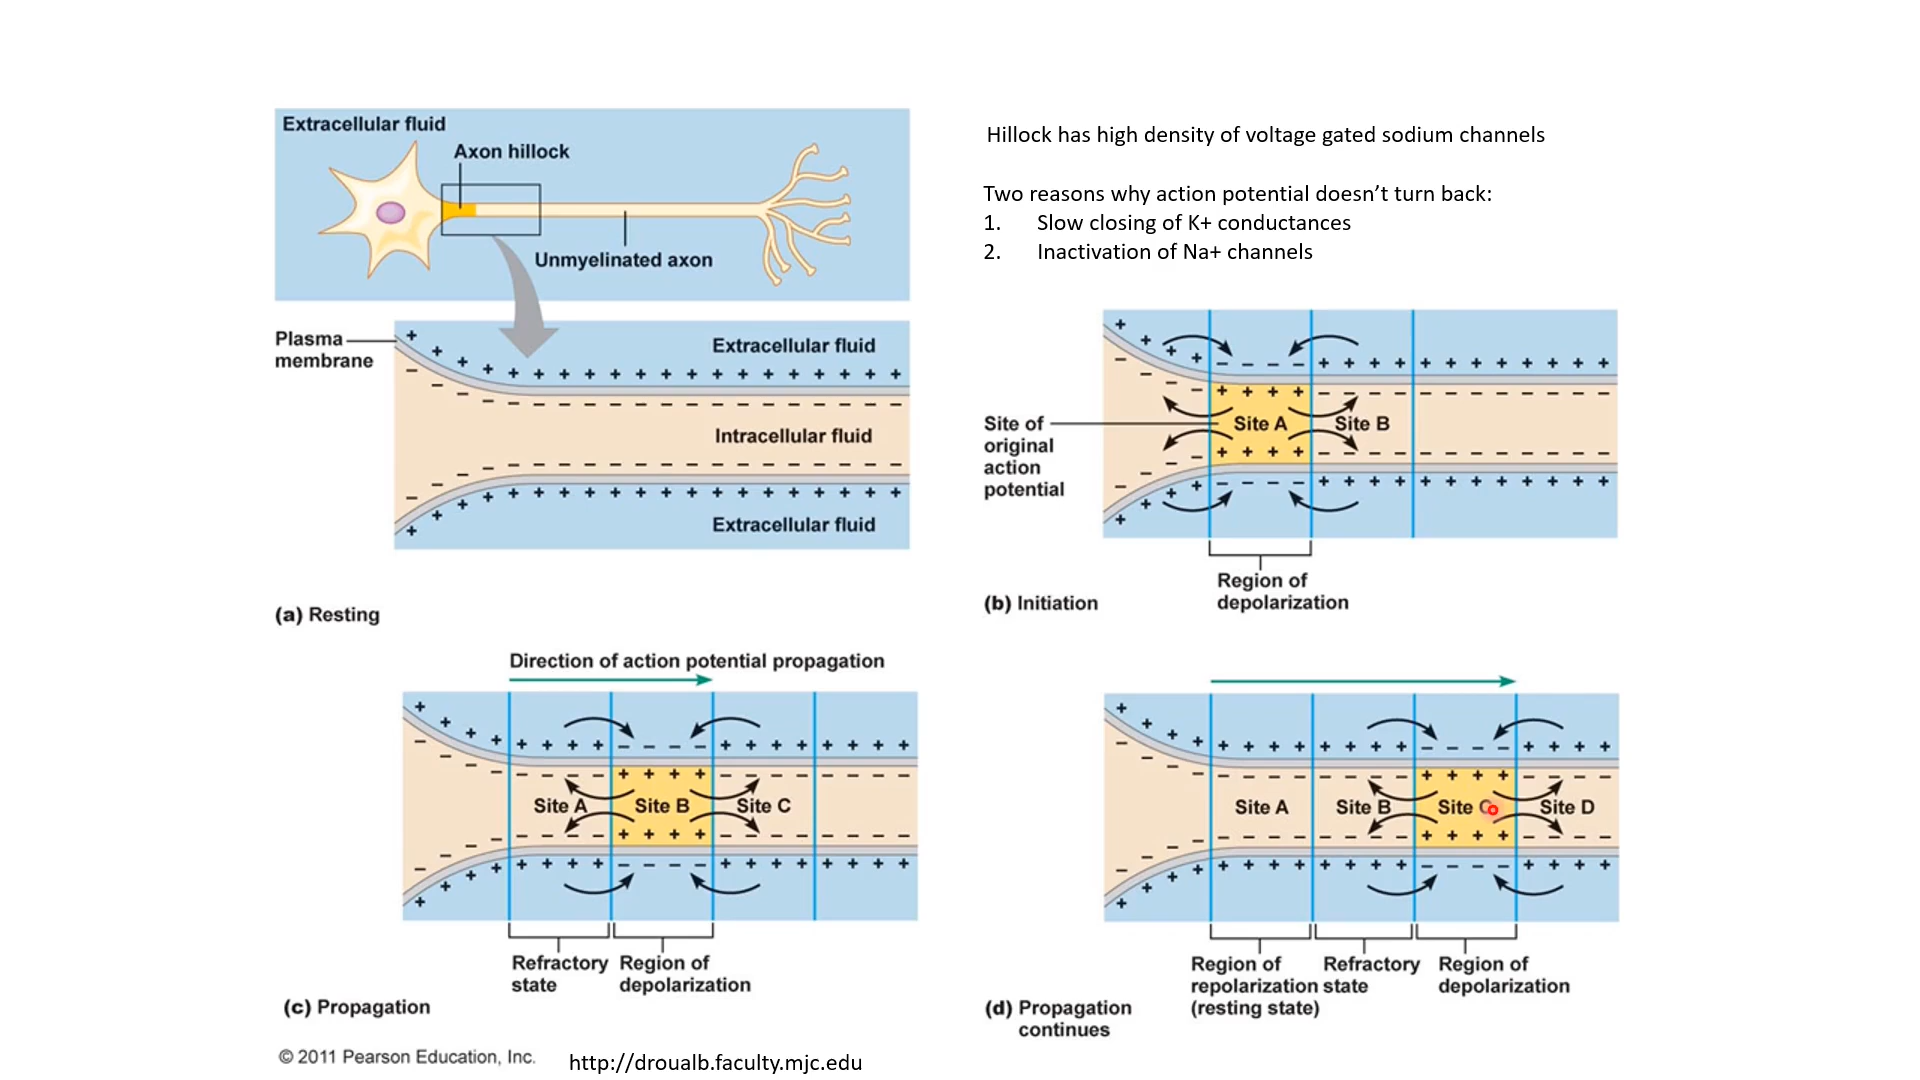 Extracellular fluid
Axon hillock
Unmyelinated axon
Plasma
membrane
Extracellular fluid
Intracellular fluid
Extracellular fluid
(a) Resting
Hillock has high density of voltage gated sodium channels
Two reasons why action potential doesn’t turn back:
1. Slow closing of K+ conductances
2. Inactivation of Na+ channels
Site of
original
action
potential
Site A
Site B
Region of
depolarization
(b) Initiation
Direction of action potential propagation
Site A
Site B
Site C
Refractory
state
Region of
depolarization
(c) Propagation
Site A
Site B
Site C
Site D
Region of
repolarization
(resting state)
Refractory
state
Region of
depolarization
(d) Propagation
continues
© 2011 Pearson Education, Inc.
http://droualb.faculty.mjc.edu